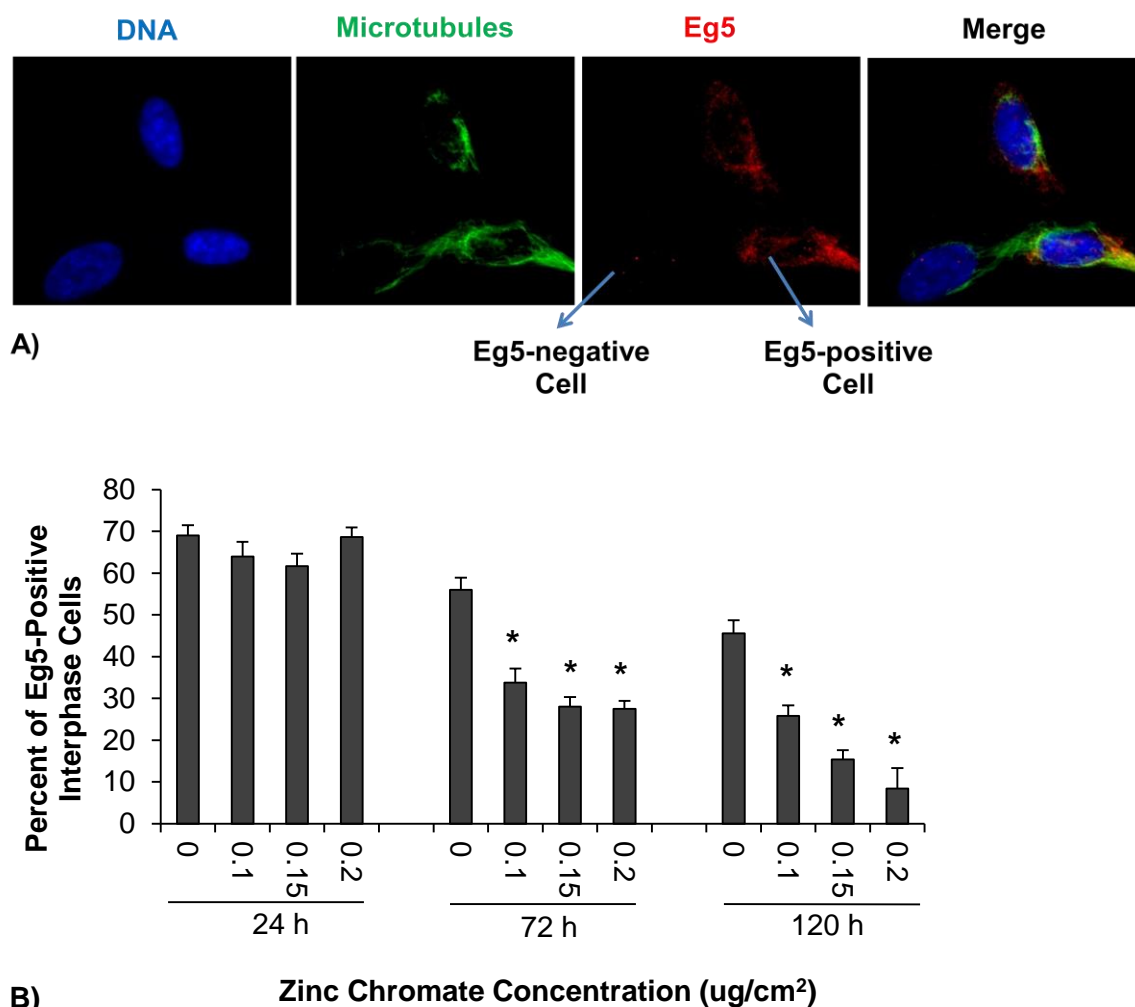 DNA Microtubules Eg5 Merge
A)
Eg5-negative Cell
Eg5-positive Cell
Percent of Eg5-Positive
Interphase Cells
80
70
60
50
40
30
20
10
0
* * *
* * *
0 0.1 0.15 0.2 0 0.1 0.15 0.2 0 0.1 0.15 0.2
24 h 72 h 120 h
B) Zinc Chromate Concentration (ug/cm²)